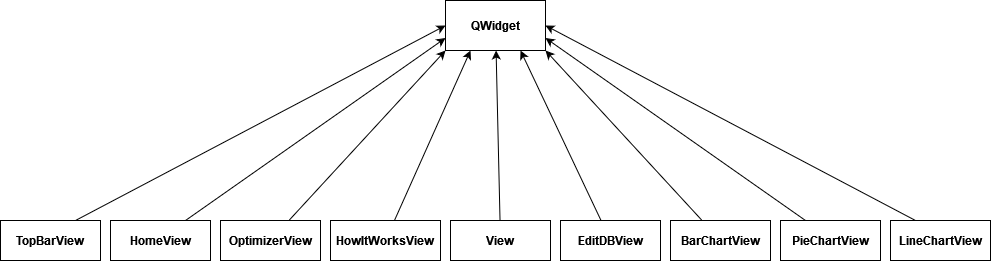 QWidget
TopBarView
HomeView
OptimizerView
HowItWorksView
View
EditDBView
BarChartView
PieChartView
LineChartView